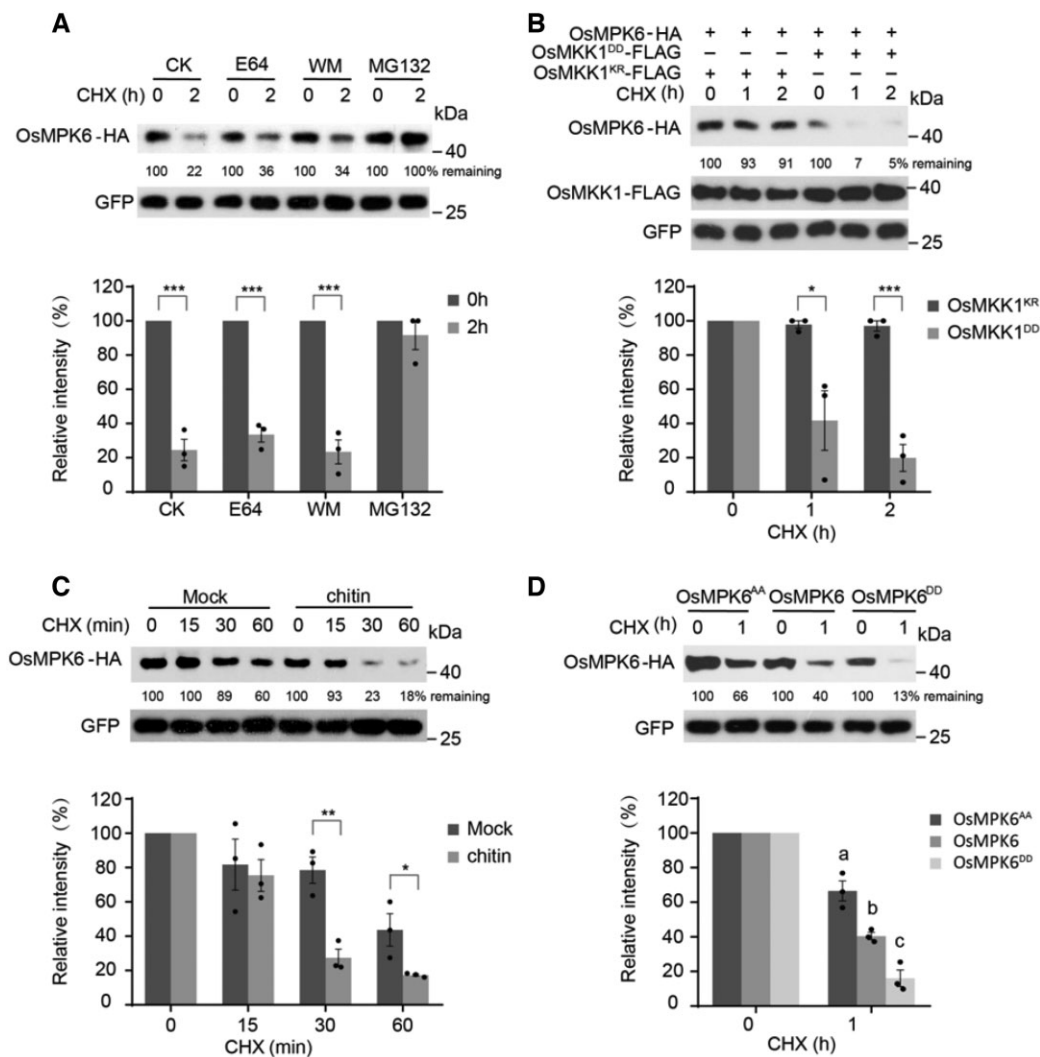 A
CK E64 WM MG132
CHX (h) 0 2 0 2 0 2 0 2
kDa
OsMPK6-HA
40
100 22 100 36 100 34 100 100% remaining
GFP
25
Relative intensity (%)
120
100
80
60
40
20
0
*** *** ***
0h
2h
CK E64 WM MG132
B
OsMPK6-HA + + + + + +
OsMKK1DD-FLAG − − − + + +
OsMKK1KR-FLAG + + + − − −
CHX (h) 0 1 2 0 1 2
kDa
OsMPK6-HA
40
100 93 91 100 7 5% remaining
OsMKK1-FLAG
40
GFP
25
Relative intensity (%)
120
100
80
60
40
20
0
* ***
OsMKK1KR
OsMKK1DD
0 1 2
CHX (h)
C
Mock chitin
CHX (min) 0 15 30 60 0 15 30 60
kDa
OsMPK6-HA
40
100 100 89 60 100 93 23 18% remaining
GFP
25
Relative intensity (%)
120
100
80
60
40
20
0
** *
Mock
chitin
0 15 30 60
CHX (min)
D
OsMPK6AA OsMPK6 OsMPK6DD
CHX (h) 0 1 0 1 0 1
kDa
OsMPK6-HA
40
100 66 100 40 100 13% remaining
GFP
25
Relative intensity (%)
120
100
80
60
40
20
0
a
b
c
OsMPK6AA
OsMPK6
OsMPK6DD
0 1
CHX (h)